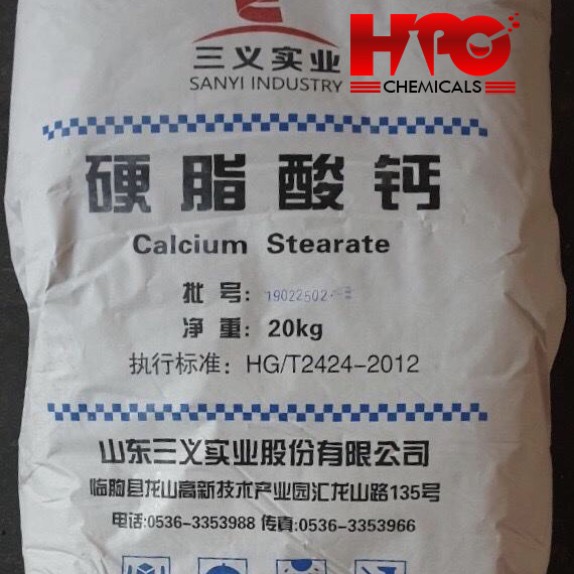 三义实业
SANYI INDUSTRY
HPC
CHEMICALS
硬脂酸钙
Calcium Stearate
批号：
净重：20kg
执行标准：HG/T2424-2012
山东三义实业股份有限公司
临朐县龙山高新技术产业园汇龙山路135号
电话:0536-3353988 传真:0536-3353966